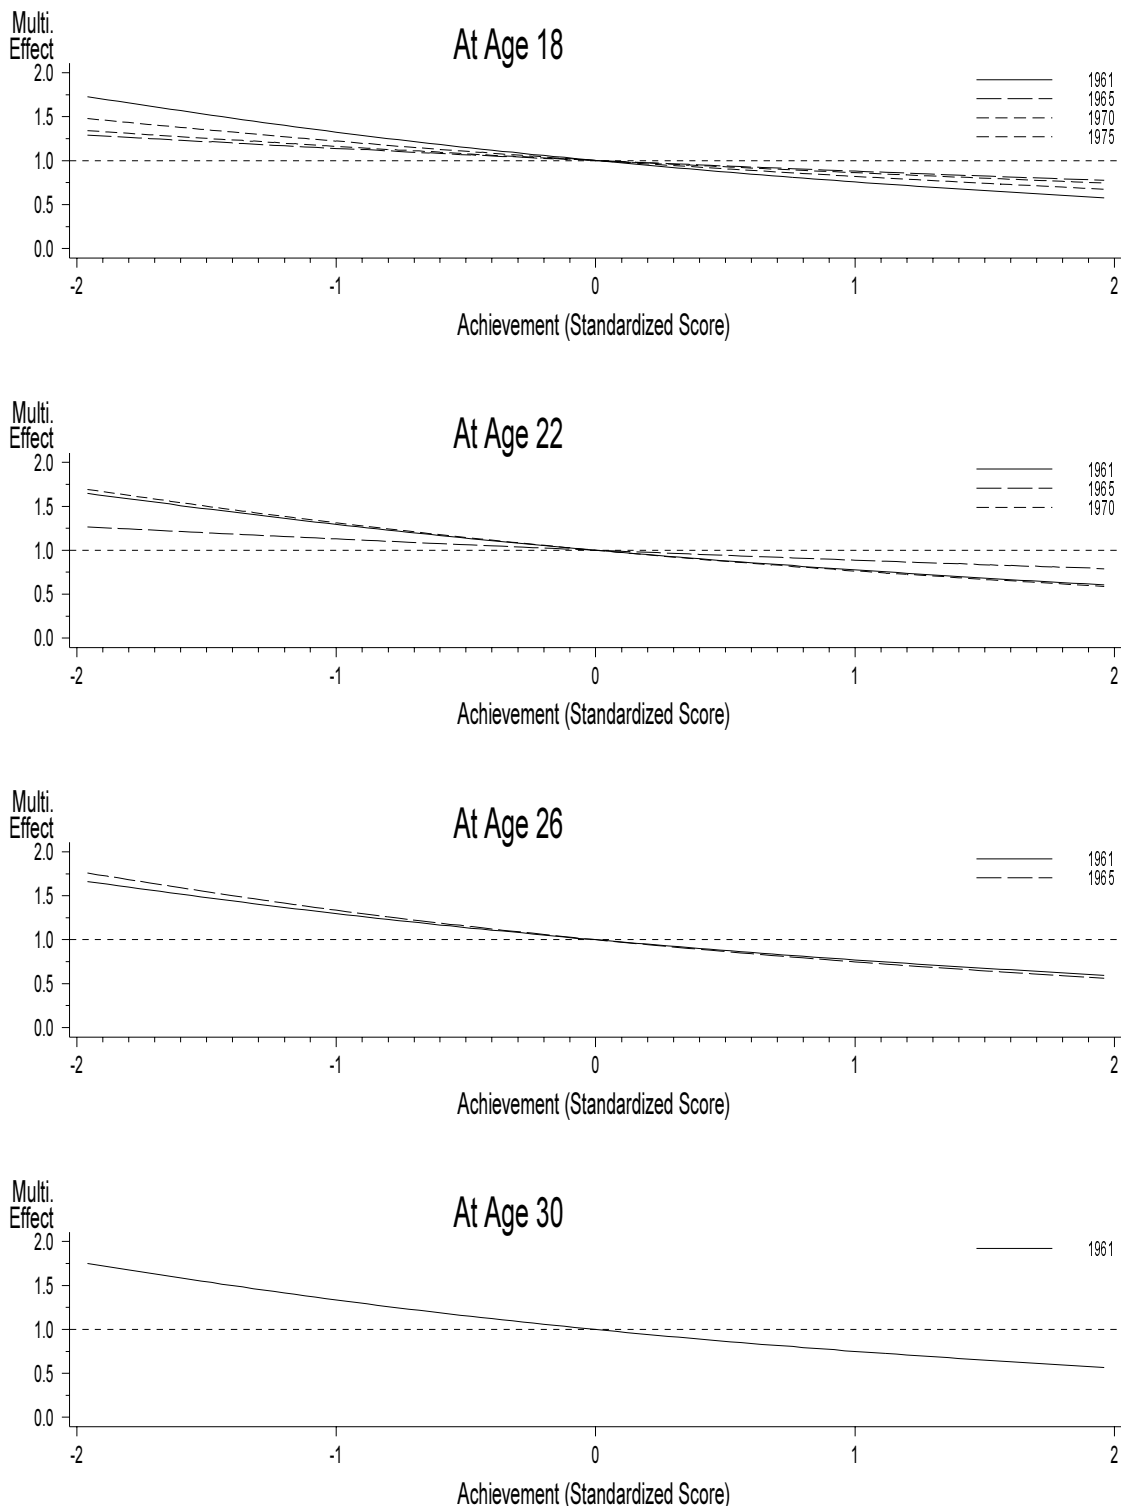 Multi.
Effect
At Age 18
2.0
1.5
1.0
0.5
0.0
1961
1965
1970
1975
-2 -1 0 1 2
Achievement (Standardized Score)
Multi.
Effect
At Age 22
2.0
1.5
1.0
0.5
0.0
1961
1965
1970
-2 -1 0 1 2
Achievement (Standardized Score)
Multi.
Effect
At Age 26
2.0
1.5
1.0
0.5
0.0
1961
1965
-2 -1 0 1 2
Achievement (Standardized Score)
Multi.
Effect
At Age 30
2.0
1.5
1.0
0.5
0.0
1961
-2 -1 0 1 2
Achievement (Standardized Score)